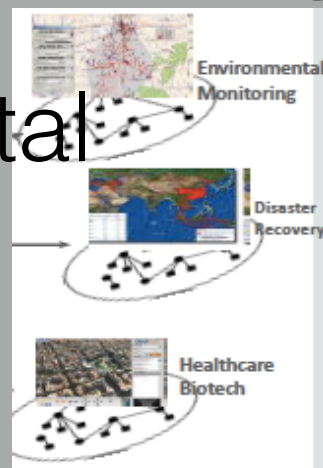 Environmental
Monitoring
tal
Disaster
Recovery
Healthcare
Biotech